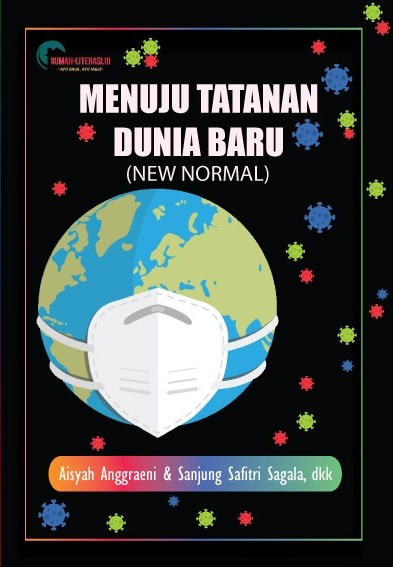 RUMAH-LITERASI.ID
MENUJU TATANAN
DUNIA BARU
(NEW NORMAL)
Aisyah Anggraeni & Sanjung Safitri Sagala, dkk